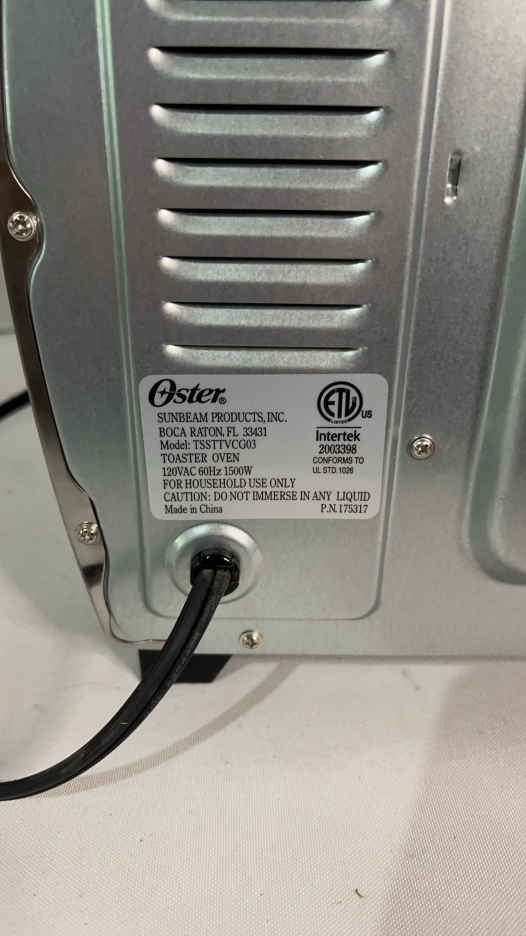 Oster®
SUNBEAM PRODUCTS, INC.
BOCA RATON, FL 33431
Model: TSSTTVCG03
TOASTER OVEN
120VAC 60Hz 1500W
FOR HOUSEHOLD USE ONLY
CAUTION: DO NOT IMMERSE IN ANY LIQUID
Made in China
P.N. 175317
ETL US
LISTED
Intertek
2003398
CONFORMS TO
UL STD. 1026